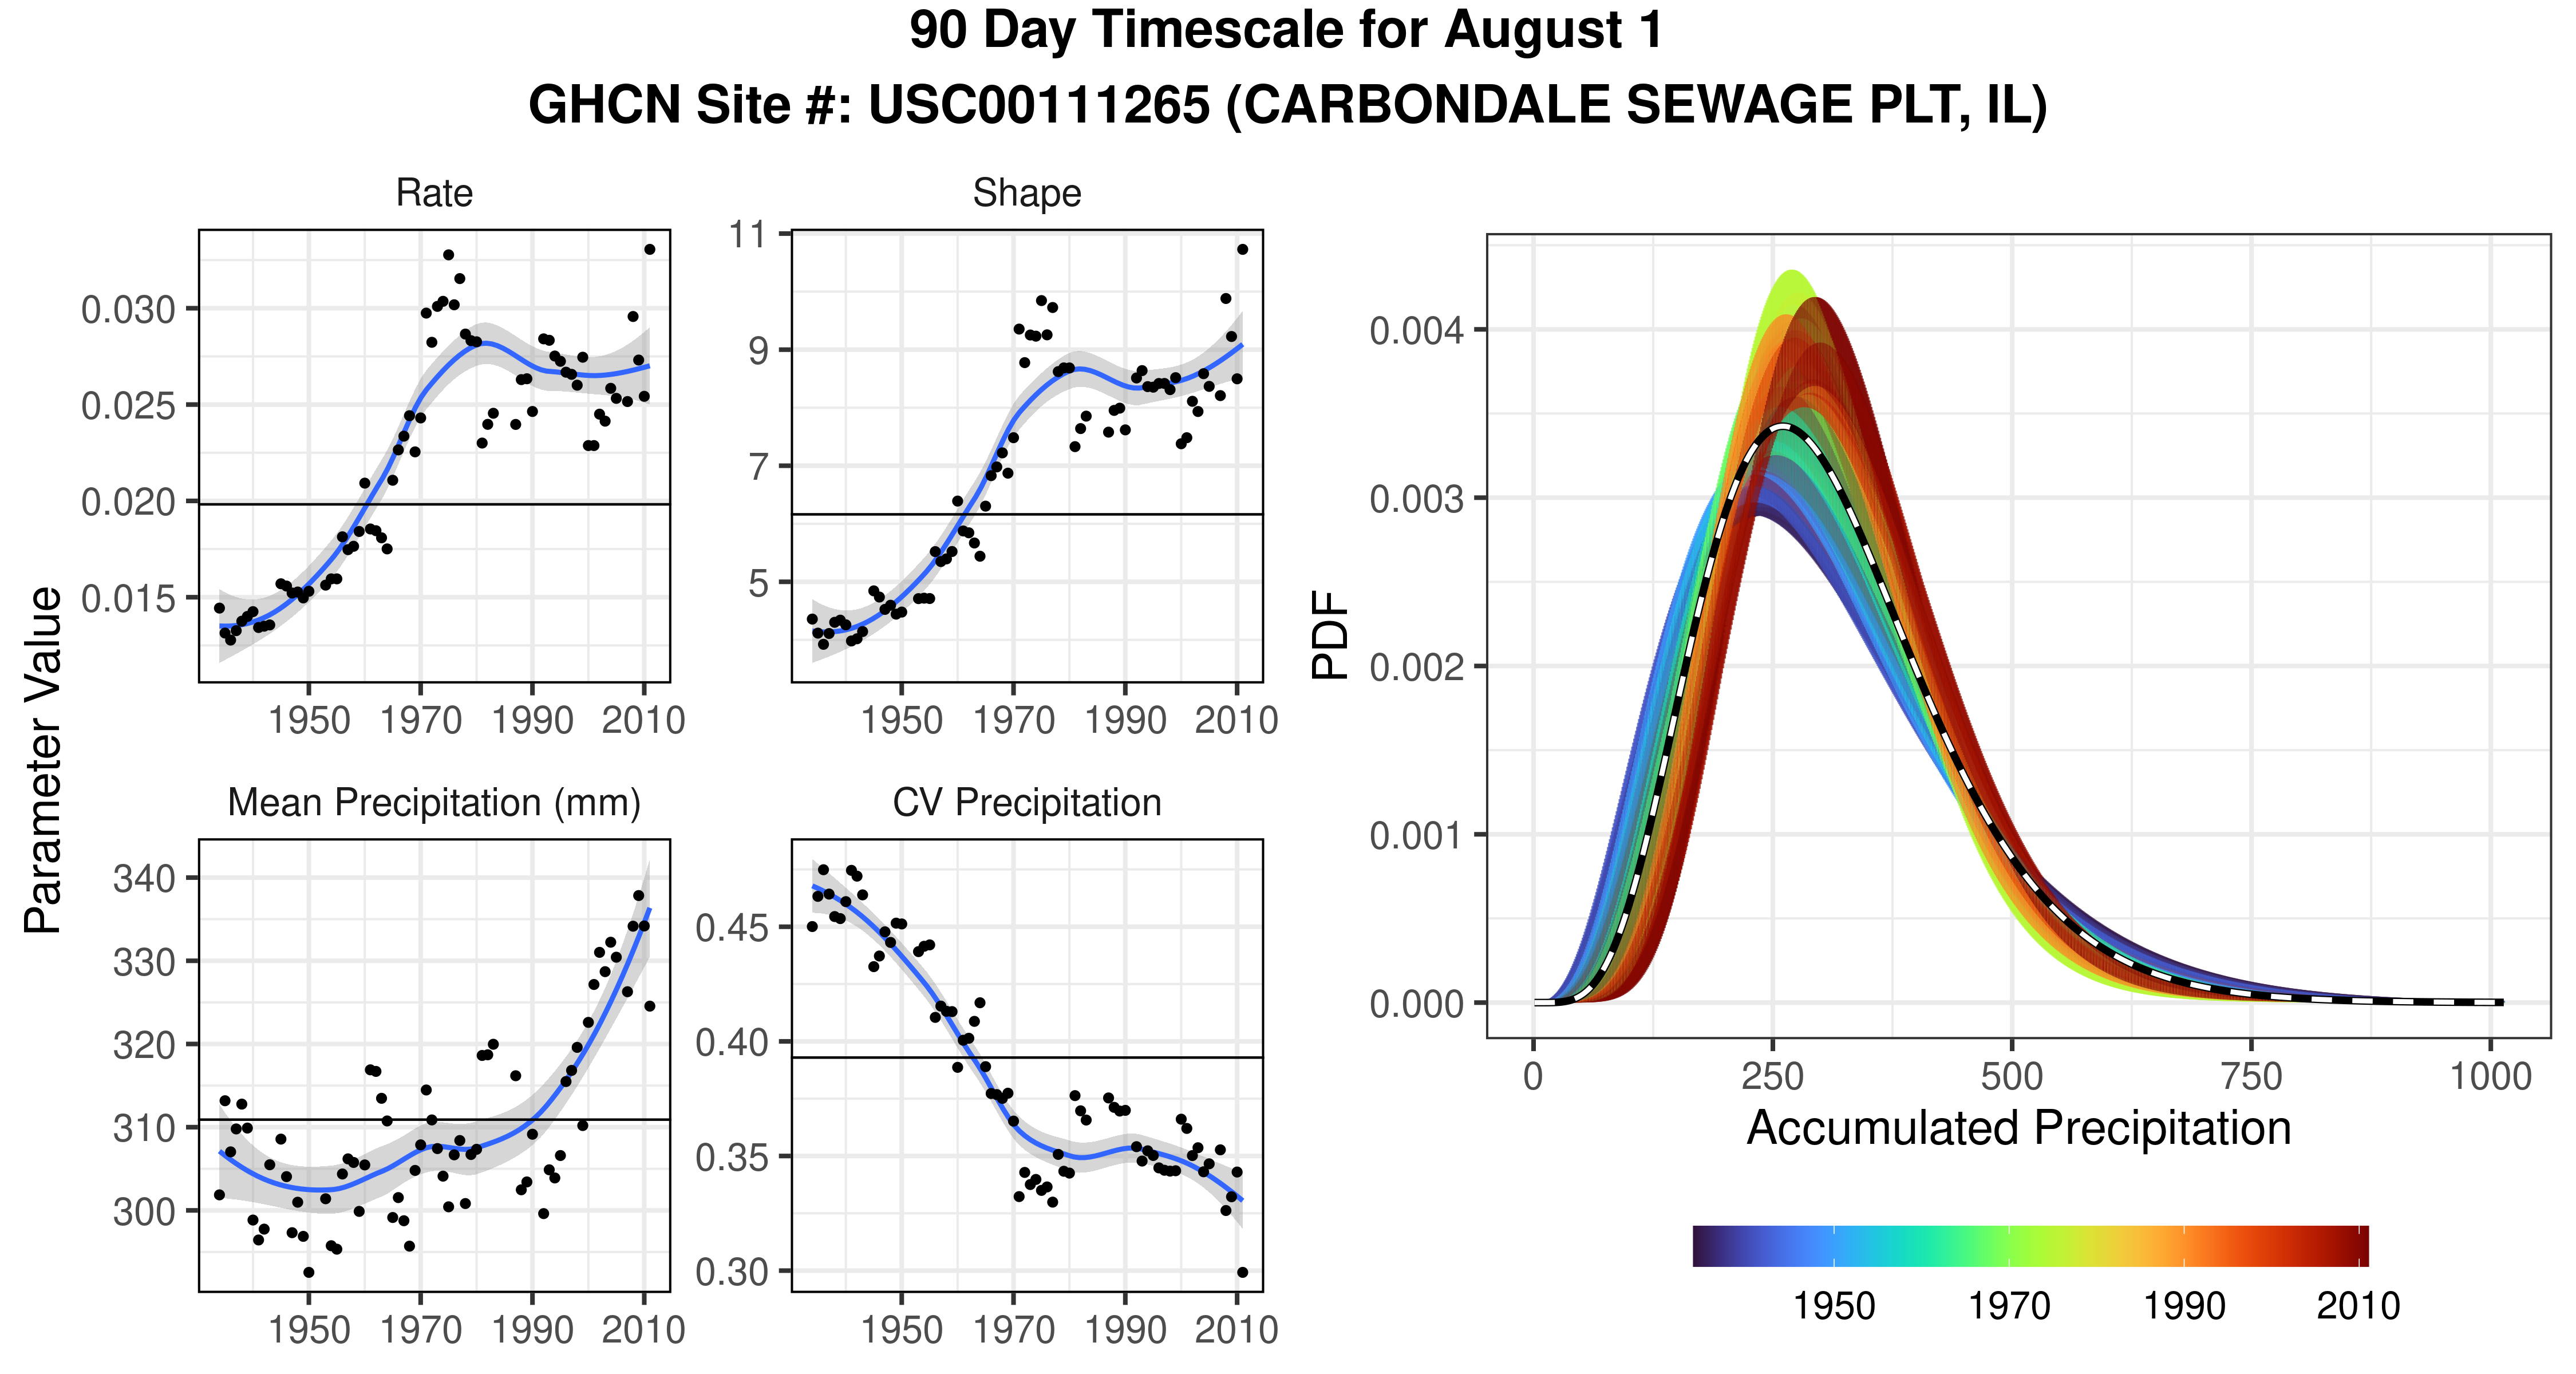 90 Day Timescale for August 1
GHCN Site #: USC00111265 (CARBONDALE SEWAGE PLT, IL)
Parameter Value
Rate
0.030
0.025
0.020
0.015
1950 1970 1990 2010
Shape
11
9
7
5
1950 1970 1990 2010
Mean Precipitation (mm)
340
330
320
310
300
1950 1970 1990 2010
CV Precipitation
0.45
0.40
0.35
0.30
1950 1970 1990 2010
PDF
0.004
0.003
0.002
0.001
0.000
0 250 500 750 1000
Accumulated Precipitation
1950 1970 1990 2010